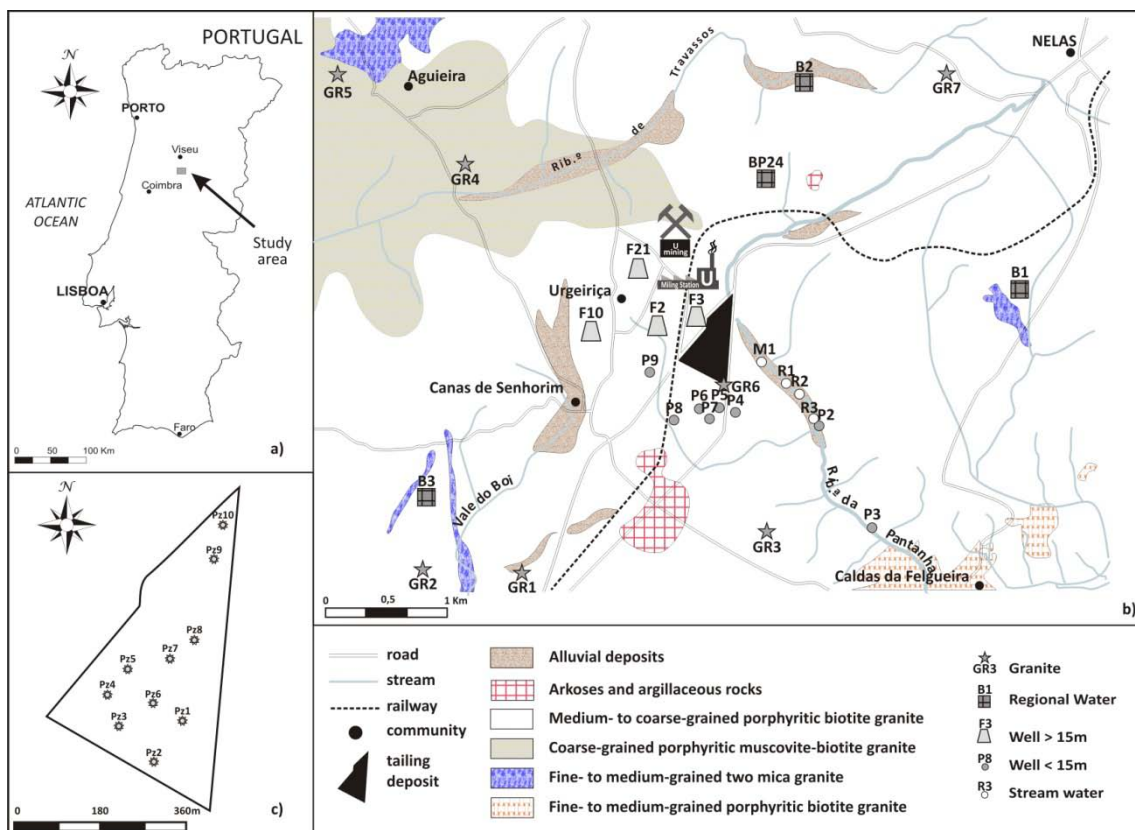 PORTUGAL
N
PORTO
Viseu
Coimbra
ATLANTIC
OCEAN
Study
area
LISBOA
Faro
0 50 100 Km
a)
N
Pz10
Pz9
Pz8
Pz7
Pz5
Pz4
Pz6
Pz3
Pz1
Pz2
0 180 360m
c)
NELAS
Travassos
de
Rib.º
GR5
Aguieira
B2
GR7
GR4
BP24
U
mining
F21
Miling Station
U
B1
Urgeiriça
F10
F2
F3
P9
M1
R1
R2
GR6
Canas de Senhorim
P6
P5
P4
P7
P8
R3
P2
B3
Vale do Boi
Rib.ª da
Pantanha
P3
GR3
GR2
GR1
Caldas da Felgueira
0 0,5 1 Km
b)
road
stream
railway
community
tailing
deposit
Alluvial deposits
Arkoses and argillaceous rocks
Medium- to coarse-grained porphyritic biotite granite
Coarse-grained porphyritic muscovite-biotite granite
Fine- to medium-grained two mica granite
Fine- to medium-grained porphyritic biotite granite
GR3 Granite
B1
Regional Water
F3
Well > 15m
P8
Well < 15m
R3
Stream water